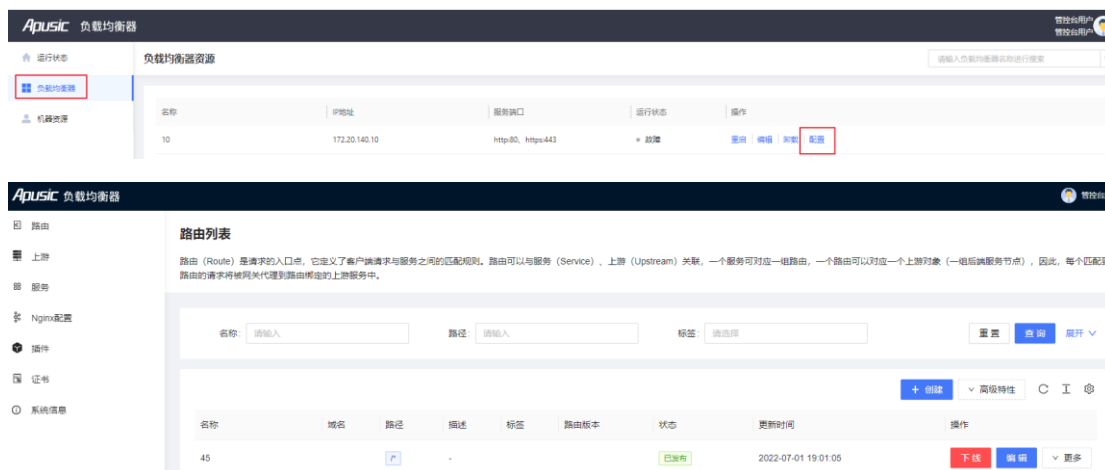 Apusic 负载均衡器
管控台用户
管控台用户
运行状态
负载均衡器资源
请输入负载均衡器名称进行搜索
负载均衡器
机器资源
名称 IP地址 服务端口 运行状态 操作
10 172.20.140.10 http:80、https:443 故障 重启 编辑 卸载 配置
Apusic 负载均衡器
管控台
路由
上游
服务
Nginx配置
插件
证书
系统信息
路由列表
路由（Route）是请求的入口点，它定义了客户端请求与服务之间的匹配规则。路由可以与服务（Service）、上游（Upstream）关联，一个服务可对应一组路由，一个路由可以对应一个上游对象（一组后端服务节点），因此，每个匹配到
路由的请求将被网关代理到路由绑定的上游服务中。
名称: 请输入 路径: 请输入 标签: 请选择 重置 查询 展开
+ 创建 高级特性
名称 域名 路径 描述 标签 路由版本 状态 更新时间 操作
45 /* - 已发布 2022-07-01 19:01:05 下线 编辑 更多